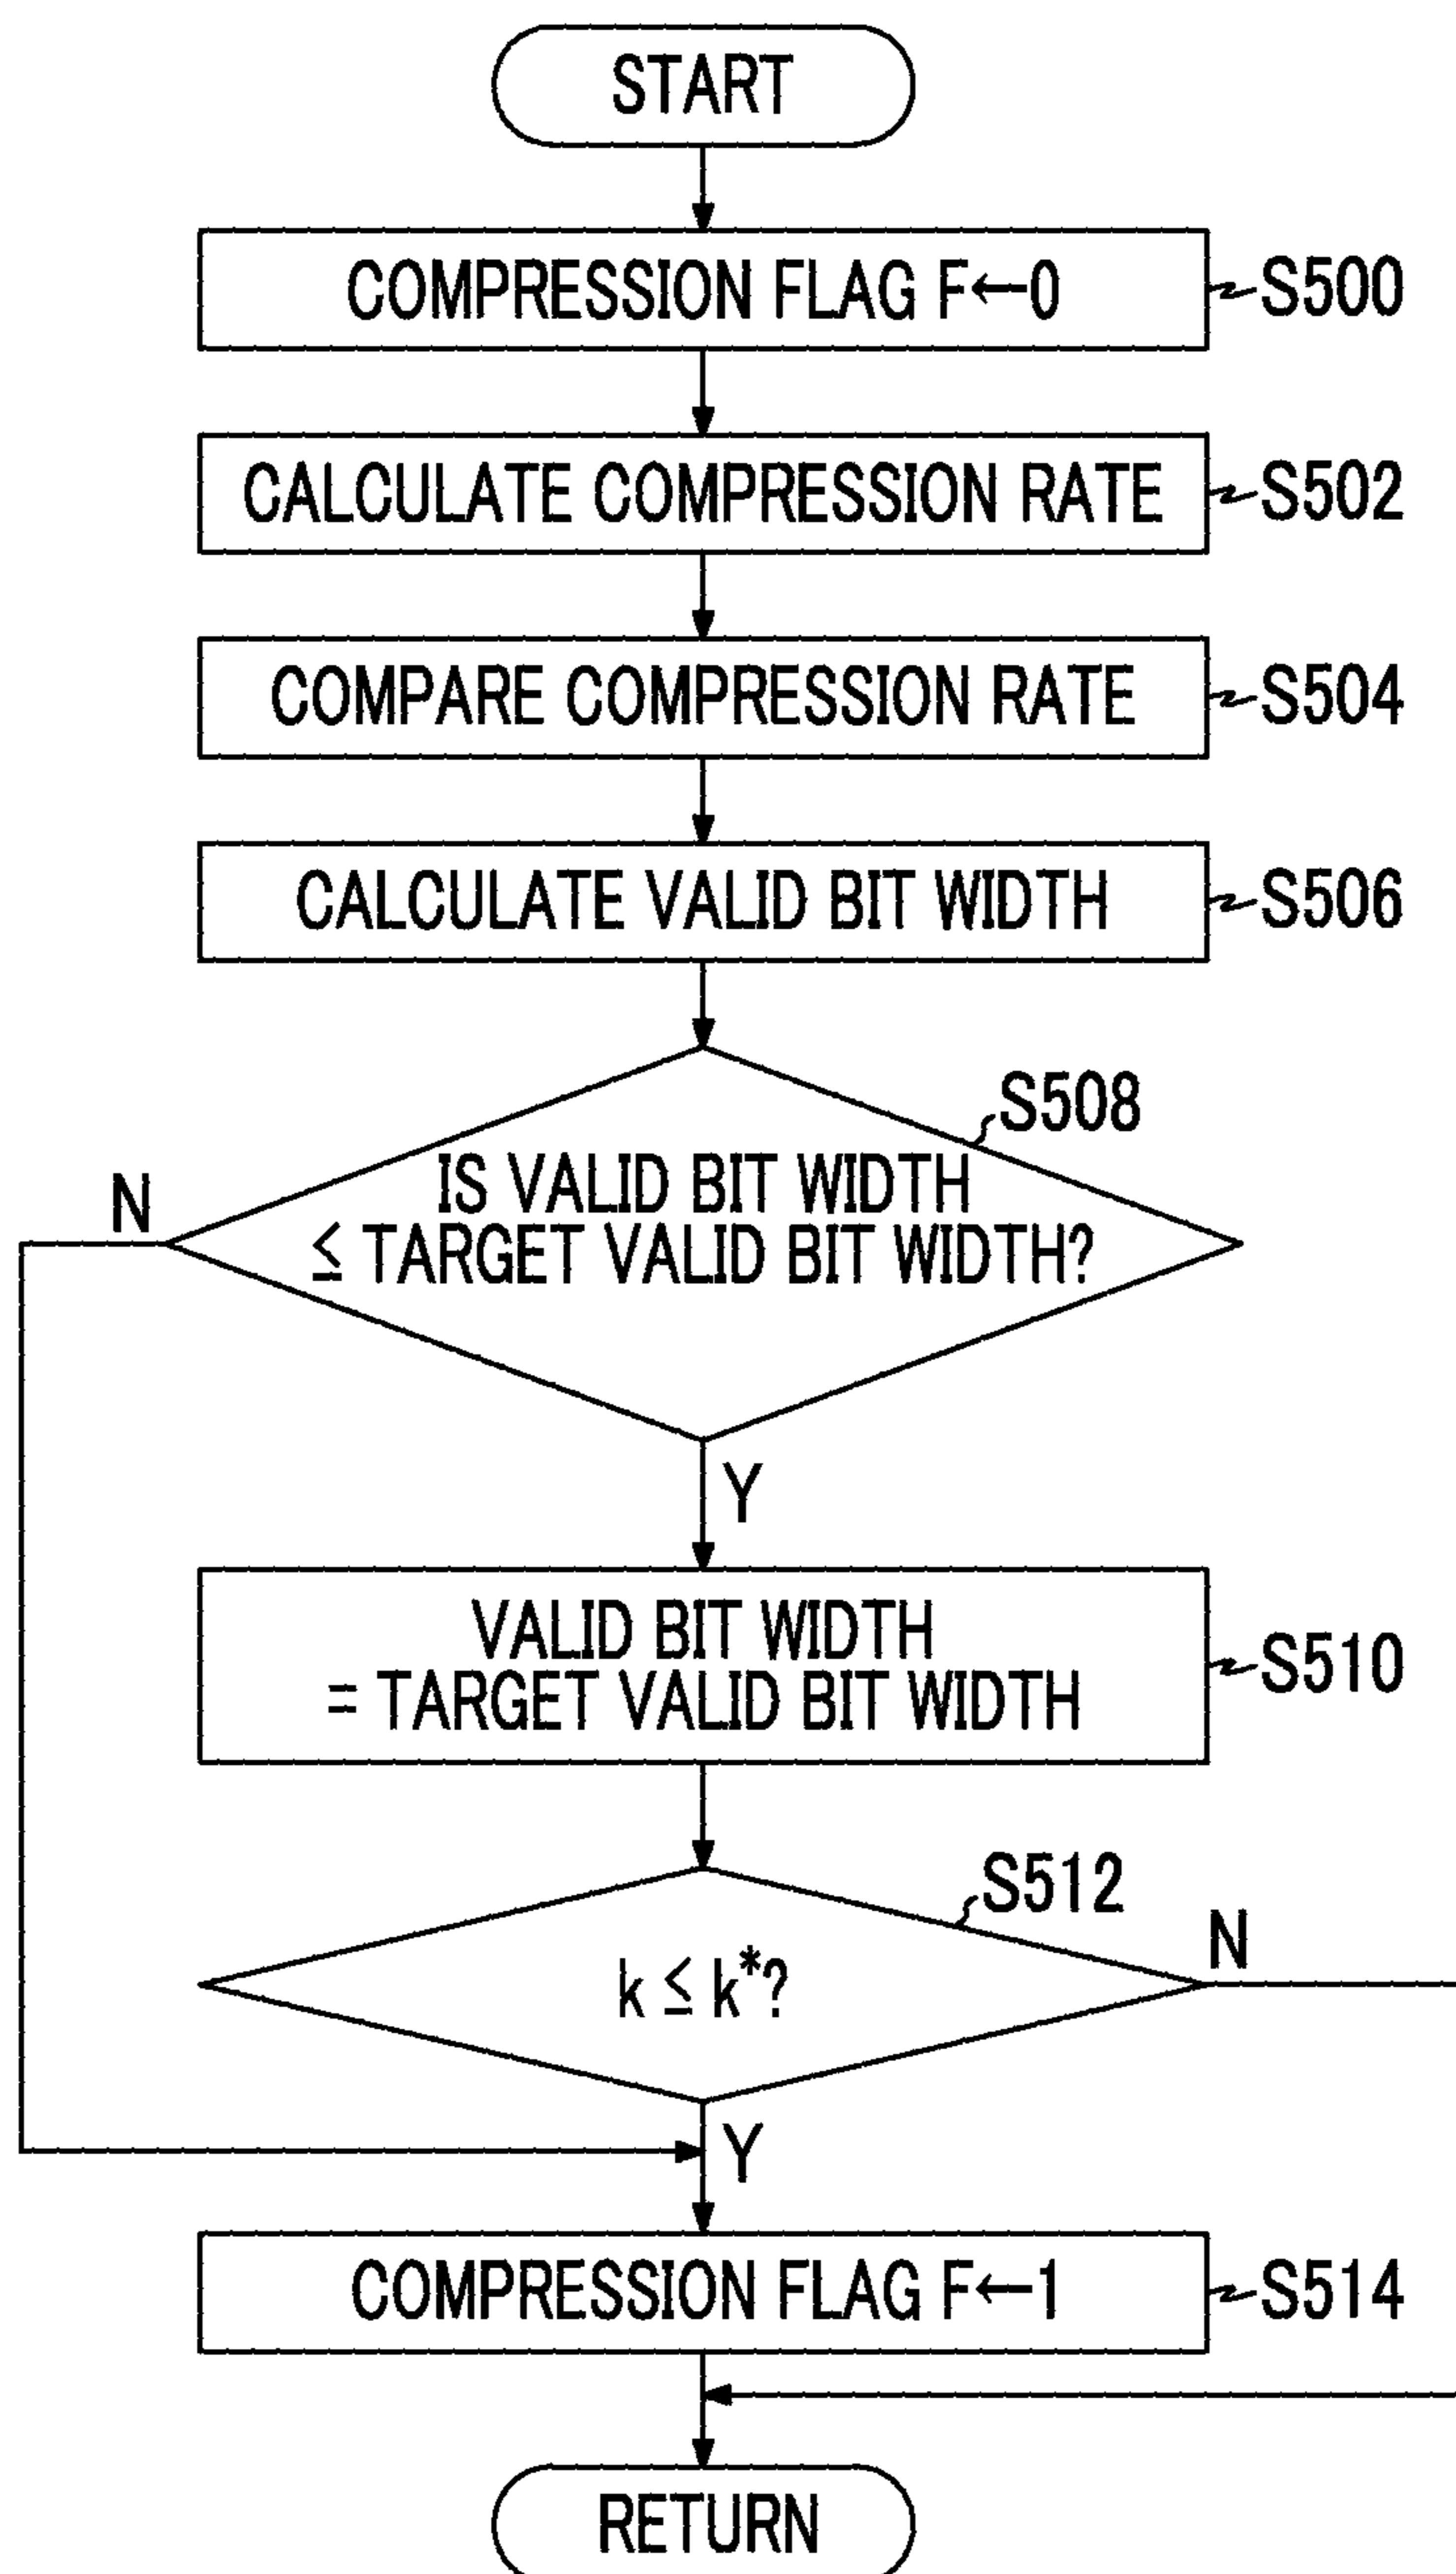 START
COMPRESSION FLAG F←0
S500
CALCULATE COMPRESSION RATE
S502
COMPARE COMPRESSION RATE
S504
CALCULATE VALID BIT WIDTH
S506
S508
IS VALID BIT WIDTH
≤ TARGET VALID BIT WIDTH?
N
Y
VALID BIT WIDTH
= TARGET VALID BIT WIDTH
S510
S512
k ≤ k*?
N
Y
COMPRESSION FLAG F←1
S514
RETURN